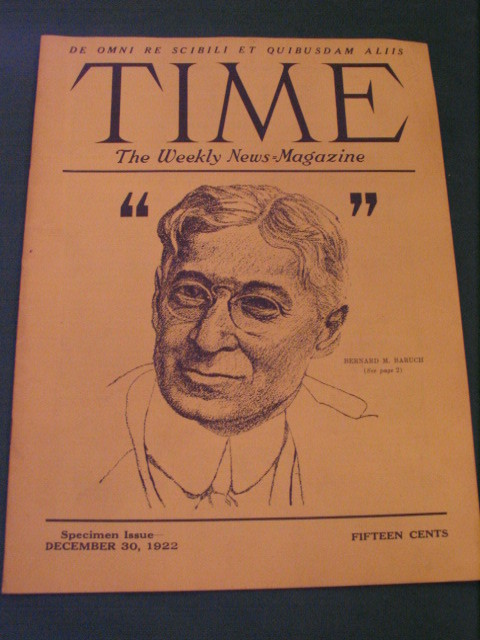 DE OMNI RE SCIBILI ET QUIBUSDAM ALIIS
TIME
The Weekly News-Magazine
“ ”
BERNARD M. BARUCH
(See page 2)
Specimen Issue—
DECEMBER 30, 1922
FIFTEEN CENTS